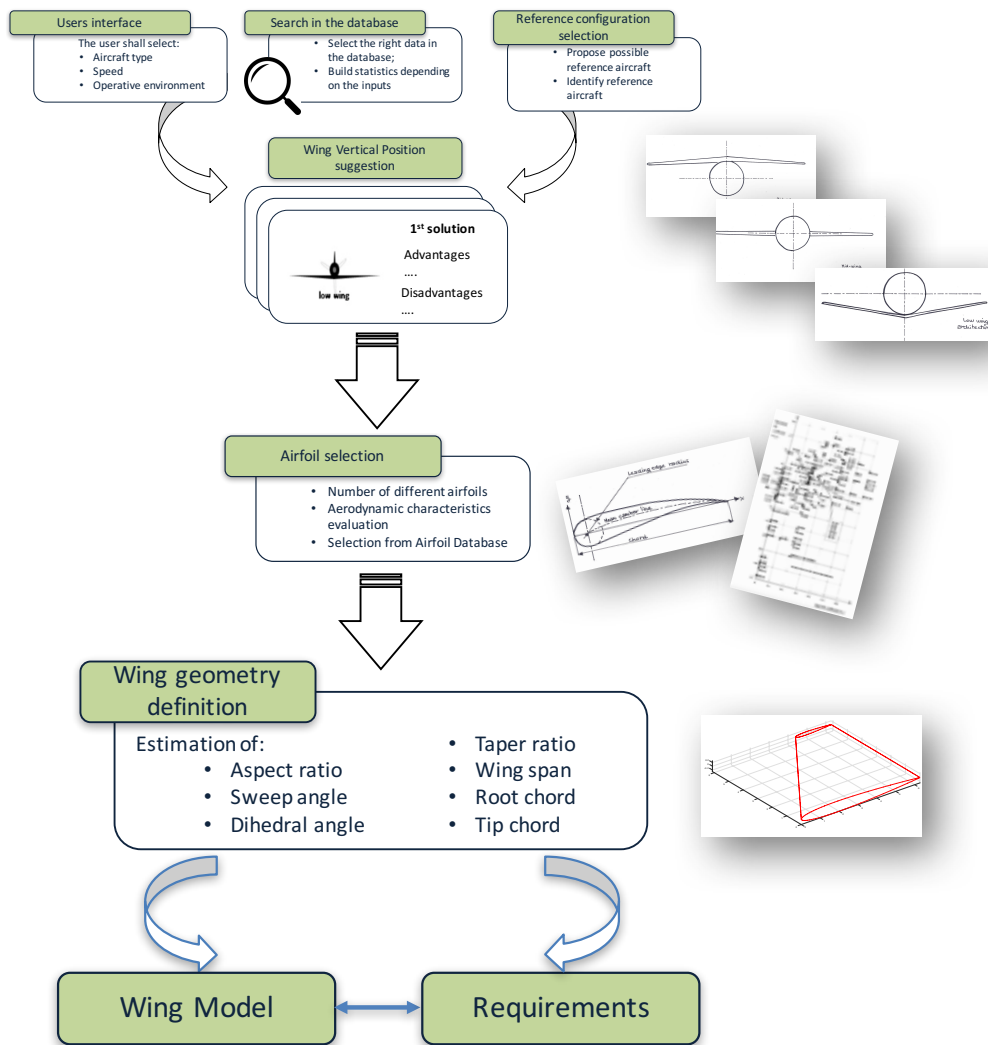 Users interface
The user shall select:
• Aircraft type
• Speed
• Operative environment
Search in the database
• Select the right data in
the database;
• Build statistics depending
on the inputs
Reference configuration
selection
• Propose possible
reference aircraft
• Identify reference
aircraft
Wing Vertical Position
suggestion
1st solution
Advantages
....
Disadvantages
....
low wing
low wing
Airfoil selection
• Number of different airfoils
• Aerodynamic characteristics
evaluation
• Selection from Airfoil Database
Leading edge radius
Mean camber line
Chord
Wing geometry
definition
Estimation of:
• Aspect ratio
• Sweep angle
• Dihedral angle
• Taper ratio
• Wing span
• Root chord
• Tip chord
Wing Model
Requirements